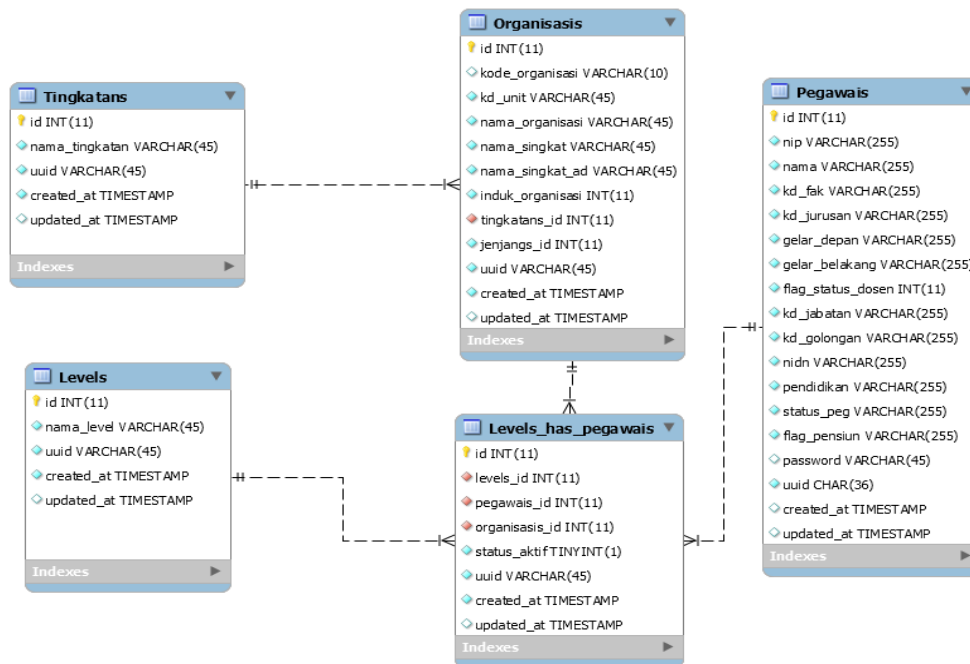 Tingkatans
id INT(11)
nama_tingkatan VARCHAR(45)
uuid VARCHAR(45)
created_at TIMESTAMP
updated_at TIMESTAMP
Indexes
Organisasis
id INT(11)
kode_organisasi VARCHAR(10)
kd_unit VARCHAR(45)
nama_organisasi VARCHAR(45)
nama_singkat VARCHAR(45)
nama_singkat_ad VARCHAR(45)
induk_organisasi INT(11)
tingkatans_id INT(11)
jenjangs_id INT(11)
uuid VARCHAR(45)
created_at TIMESTAMP
updated_at TIMESTAMP
Indexes
Pegawais
id INT(11)
nip VARCHAR(255)
nama VARCHAR(255)
kd_fak VARCHAR(255)
kd_jurusan VARCHAR(255)
gelar_depan VARCHAR(255)
gelar_belakang VARCHAR(255)
flag_status_dosen INT(11)
kd_jabatan VARCHAR(255)
kd_golongan VARCHAR(255)
nidn VARCHAR(255)
pendidikan VARCHAR(255)
status_peg VARCHAR(255)
flag_pensiun VARCHAR(255)
password VARCHAR(45)
uuid CHAR(36)
created_at TIMESTAMP
updated_at TIMESTAMP
Indexes
Levels
id INT(11)
nama_level VARCHAR(45)
uuid VARCHAR(45)
created_at TIMESTAMP
updated_at TIMESTAMP
Indexes
Levels_has_pegawais
id INT(11)
levels_id INT(11)
pegawais_id INT(11)
organisasis_id INT(11)
status_aktif TINYINT(1)
uuid VARCHAR(45)
created_at TIMESTAMP
updated_at TIMESTAMP
Indexes